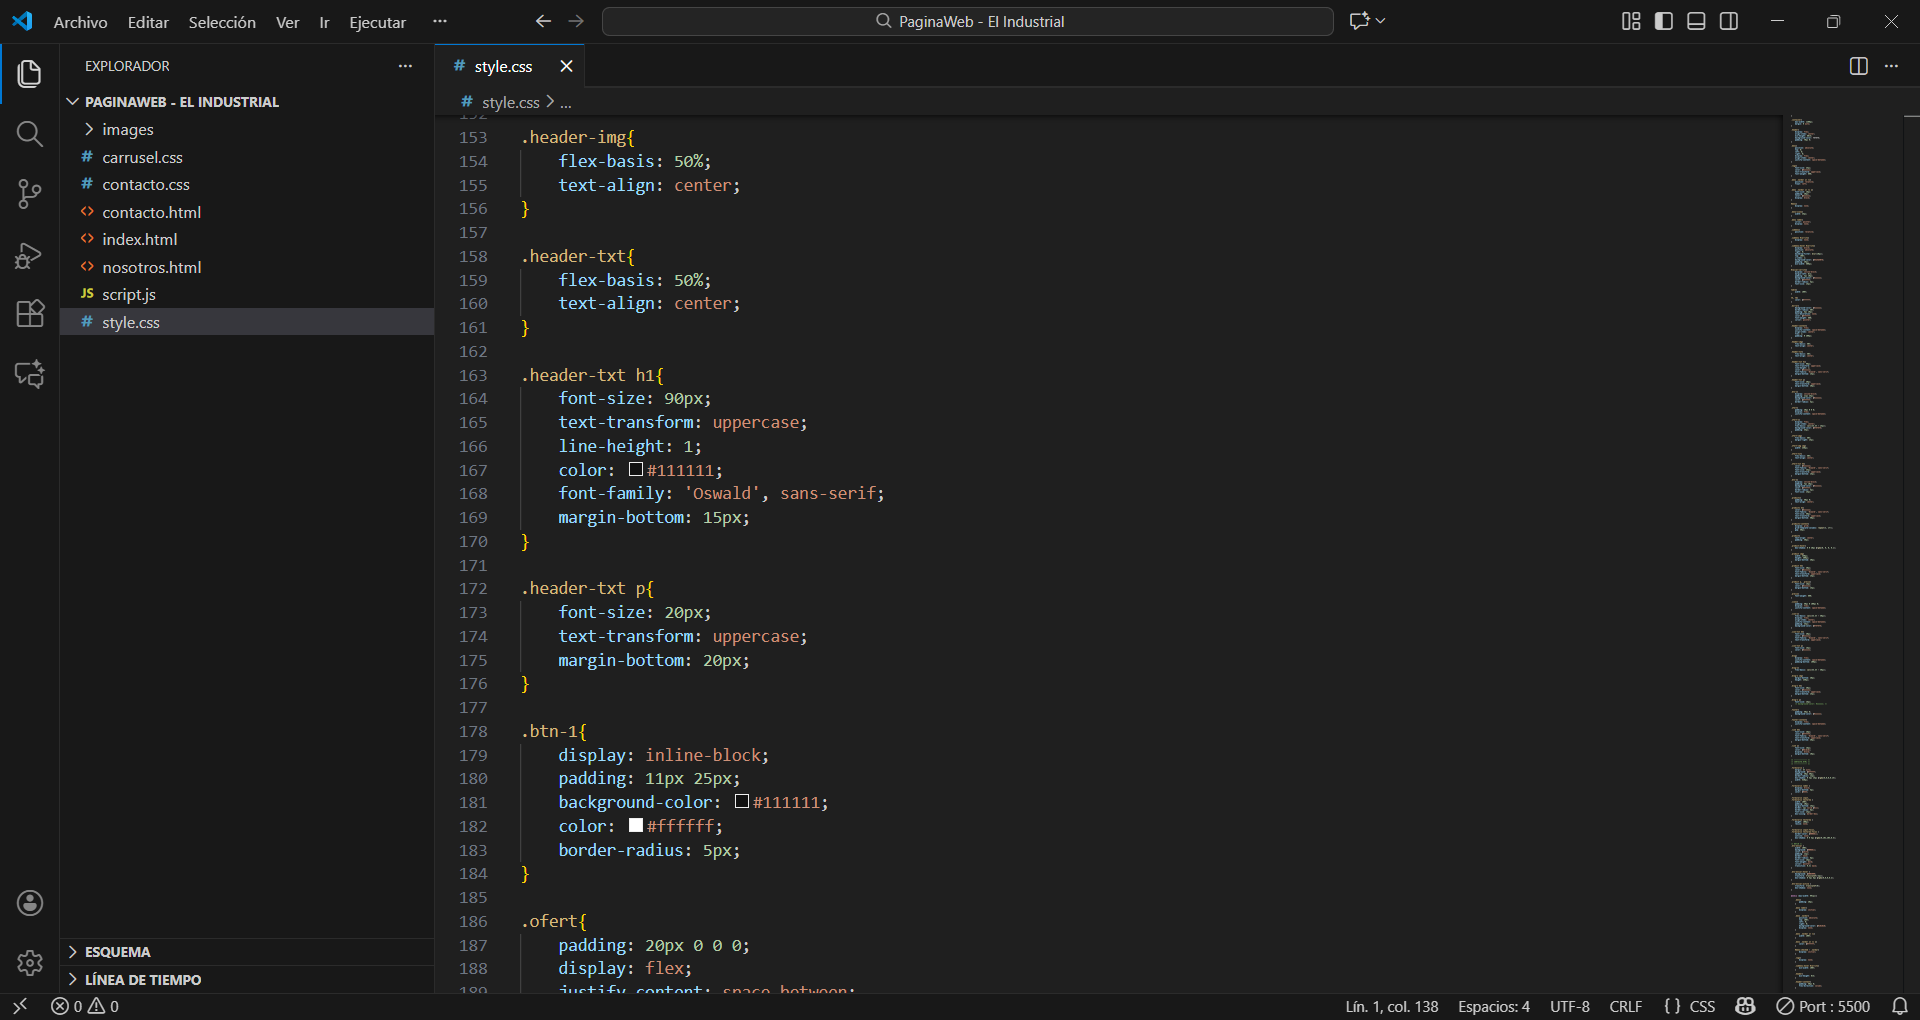 Archivo Editar Selección Ver Ir Ejecutar ···
PaginaWeb - El Industrial
EXPLORADOR
PAGINAWEB - EL INDUSTRIAL
images
# carrusel.css
# contacto.css
<> contacto.html
<> index.html
<> nosotros.html
JS script.js
# style.css
ESQUEMA
LÍNEA DE TIEMPO
# style.css
# style.css > ...
152
153 .header-img{
154 flex-basis: 50%;
155 text-align: center;
156 }
157
158 .header-txt{
159 flex-basis: 50%;
160 text-align: center;
161 }
162
163 .header-txt h1{
164 font-size: 90px;
165 text-transform: uppercase;
166 line-height: 1;
167 color: #111111;
168 font-family: 'Oswald', sans-serif;
169 margin-bottom: 15px;
170 }
171
172 .header-txt p{
173 font-size: 20px;
174 text-transform: uppercase;
175 margin-bottom: 20px;
176 }
177
178 .btn-1{
179 display: inline-block;
180 padding: 11px 25px;
181 background-color: #111111;
182 color: #ffffff;
183 border-radius: 5px;
184 }
185
186 .ofert{
187 padding: 20px 0 0 0;
188 display: flex;
189 justify-content: space-between;
0 0
Lín. 1, col. 138 Espacios: 4 UTF-8 CRLF {} CSS Port : 5500